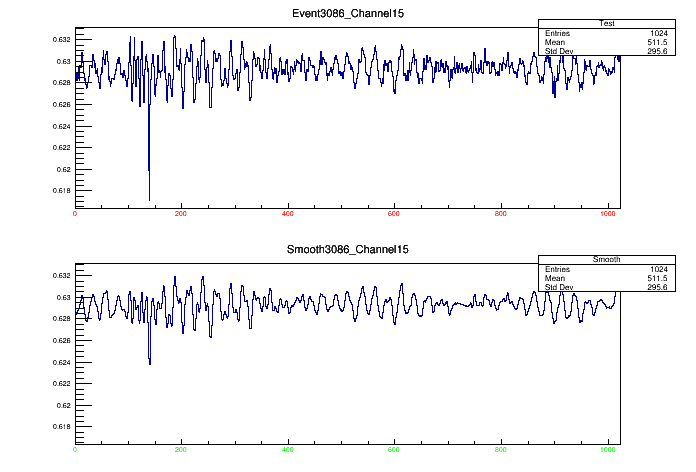 Event3086_Channel15
Test
Entries 1024
Mean 511.5
Std Dev 295.6
0.632
0.63
0.628
0.626
0.624
0.622
0.62
0.618
0 200 400 600 800 1000
Smooth3086_Channel15
Smooth
Entries 1024
Mean 511.5
Std Dev 295.6
0.632
0.63
0.628
0.626
0.624
0.622
0.62
0.618
0 200 400 600 800 1000